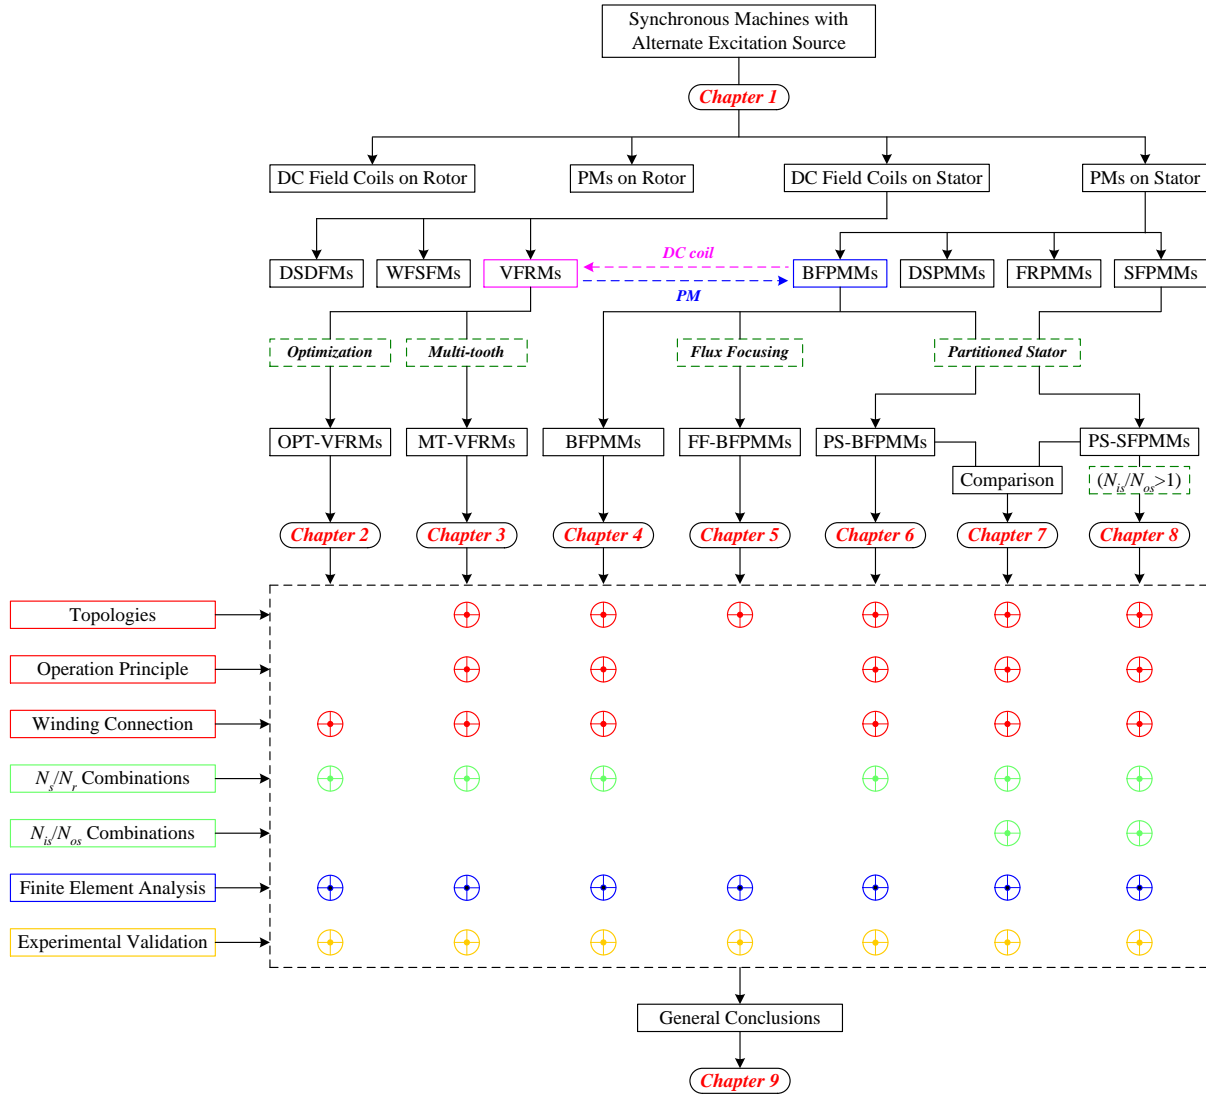 Synchronous Machines with
Alternate Excitation Source
Chapter 1
DC Field Coils on Rotor
PMs on Rotor
DC Field Coils on Stator
PMs on Stator
DC coil
DSDFMs
WFSFMs
VFRMs
BFPMMs
DSPMMs
FRPMMs
SFPMMs
PM
Optimization
Multi-tooth
Flux Focusing
Partitioned Stator
OPT-VFRMs
MT-VFRMs
BFPMMs
FF-BFPMMs
PS-BFPMMs
PS-SFPMMs
Comparison
(Nis/Nos>1)
Chapter 2
Chapter 3
Chapter 4
Chapter 5
Chapter 6
Chapter 7
Chapter 8
Topologies
Operation Principle
Winding Connection
Ns/Nr Combinations
Nis/Nos Combinations
Finite Element Analysis
Experimental Validation
General Conclusions
Chapter 9